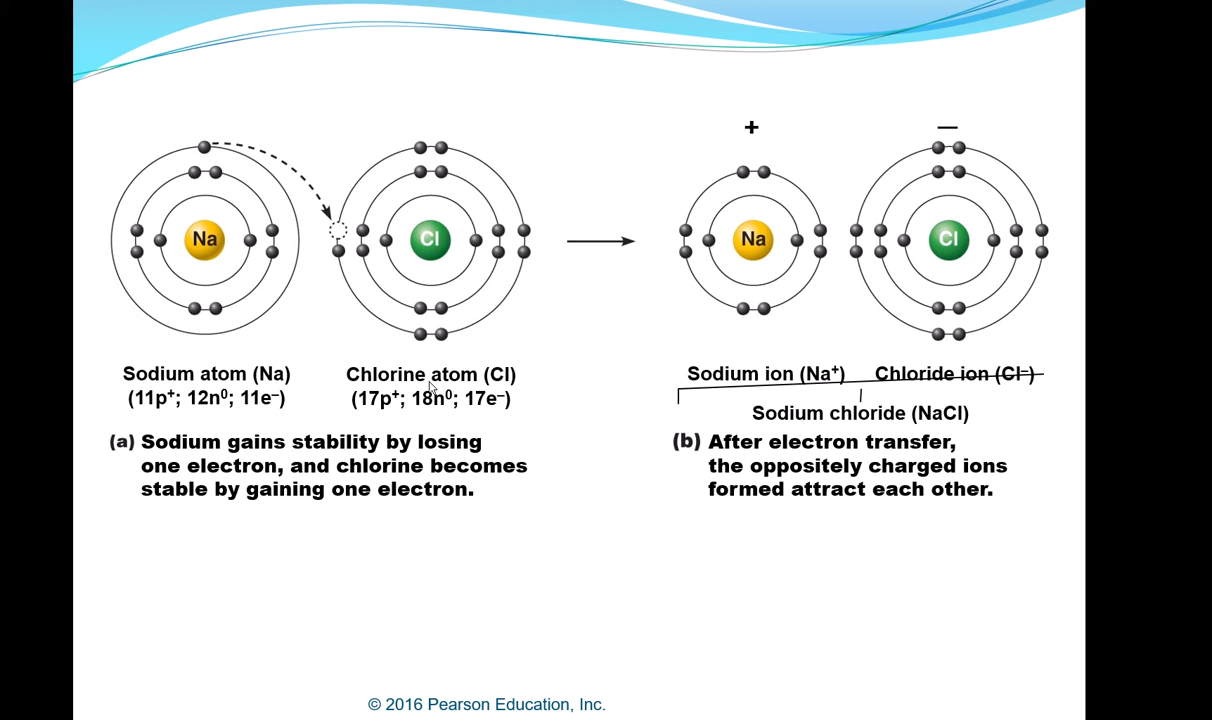 +
—
Na
Cl
Na
Cl
Sodium atom (Na)
(11p⁺; 12n⁰; 11e⁻)
Chlorine atom (Cl)
(17p⁺; 18n⁰; 17e⁻)
(a) Sodium gains stability by losing
one electron, and chlorine becomes
stable by gaining one electron.
Sodium ion (Na⁺)
Chloride ion (Cl⁻)
Sodium chloride (NaCl)
(b) After electron transfer,
the oppositely charged ions
formed attract each other.
© 2016 Pearson Education, Inc.